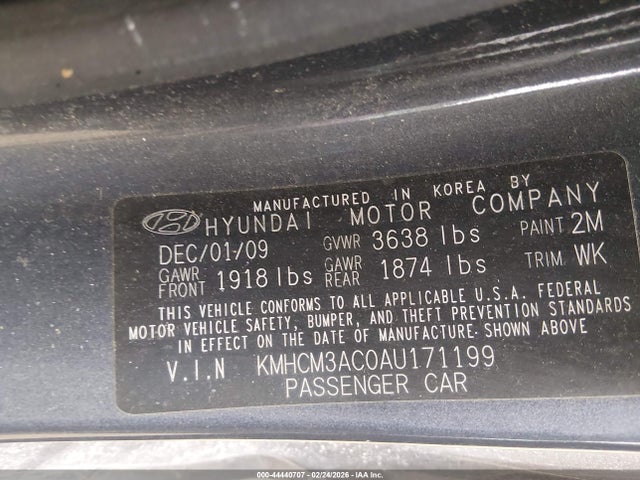 MANUFACTURED IN KOREA BY
HYUNDAI MOTOR COMPANY
DEC/01/09 GVWR 3638 lbs PAINT 2M
GAWR FRONT 1918 lbs GAWR REAR 1874 lbs TRIM WK
THIS VEHICLE CONFORMS TO ALL APPLICABLE U.S.A. FEDERAL
MOTOR VEHICLE SAFETY, BUMPER, AND THEFT PREVENTION STANDARDS
IN EFFECT ON THE DATE OF MANUFACTURE SHOWN ABOVE
V.I.N KMHCM3AC0AU171199
PASSENGER CAR
000-44440707 - 02/24/2026 - IAAI, Inc.